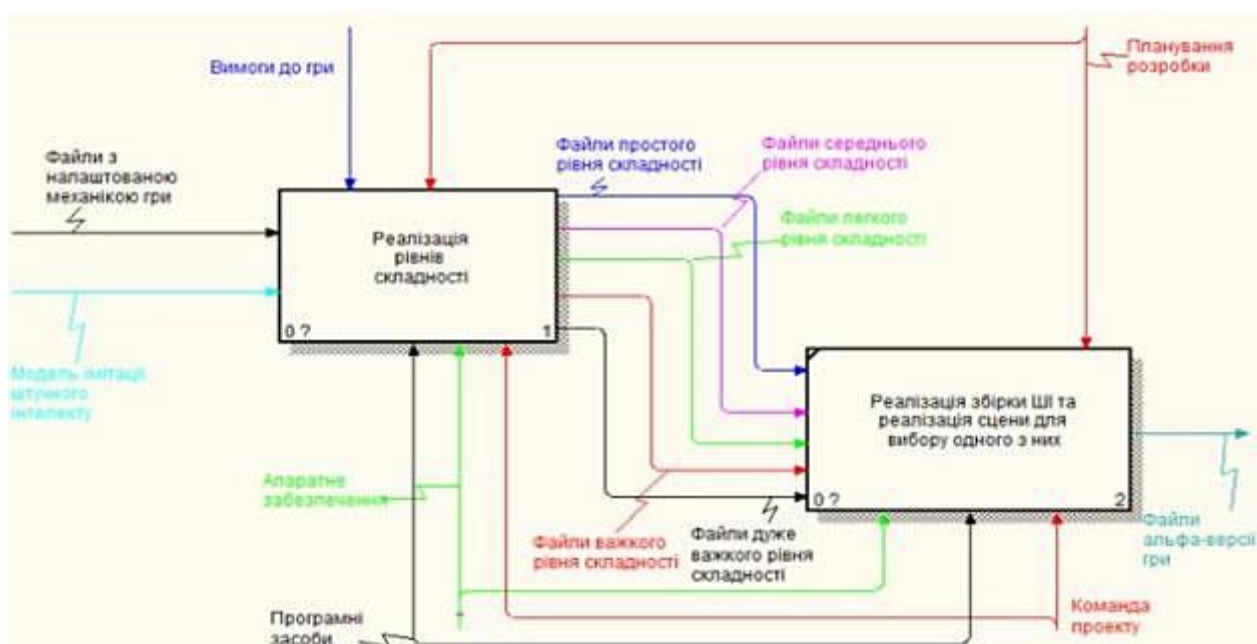 Вимоги до гри
Планування
розробки
Файли з
налаштованою
механікою гри
Файли простого
рівня складності
Файли середнього
рівня складності
Файли легкого
рівня складності
Реалізація
рівнів
складності
0 ?
1
Модель імітації
штучного
інтелекту
Реалізація збірки ШІ та
реалізація сцени для
вибору одного з них
0 ?
2
Апаратне
забезпечення
Файли важкого
рівня складності
Файли дуже
важкого рівня
складності
Файли
альфа-версії
гри
Програмні
засоби
Команда
проекту